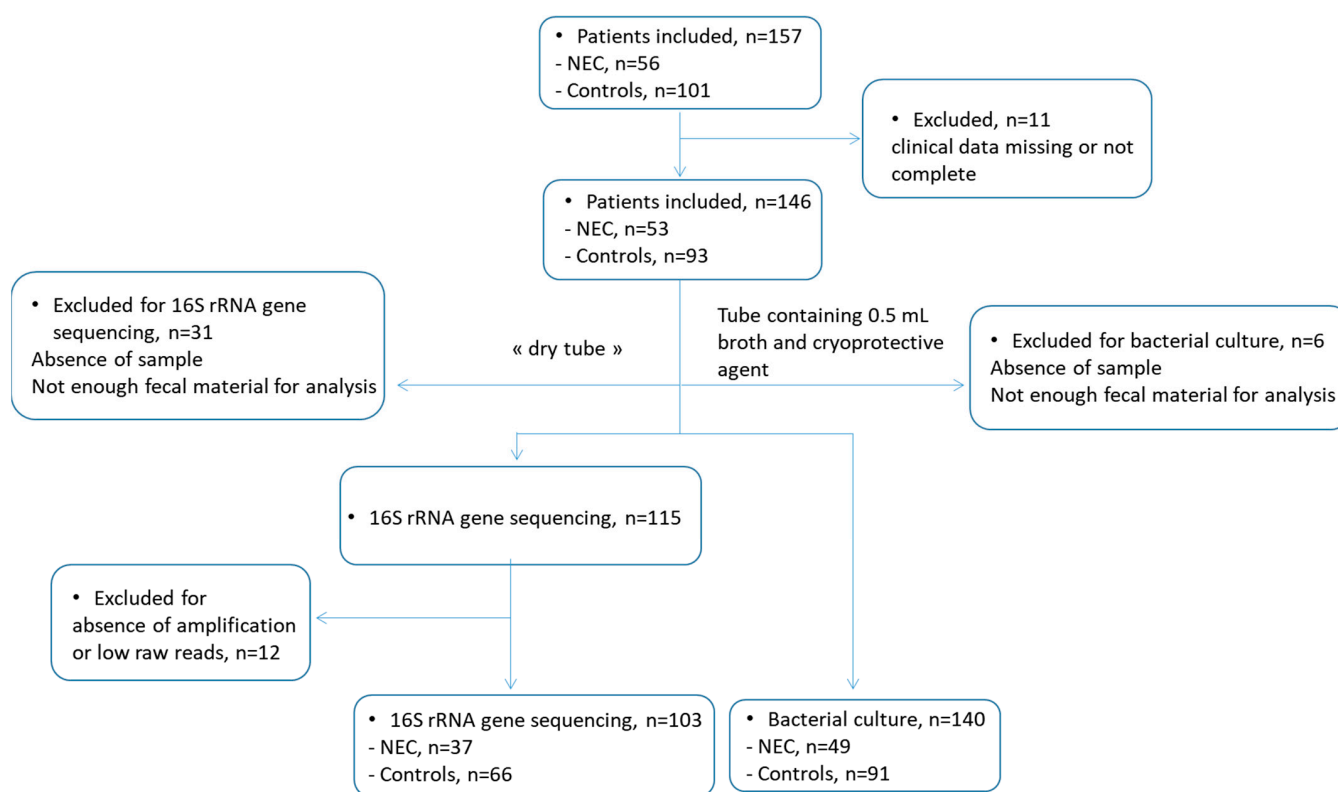 • Patients included, n=157
- NEC, n=56
- Controls, n=101
• Excluded, n=11
clinical data missing or not
complete
• Patients included, n=146
- NEC, n=53
- Controls, n=93
• Excluded for 16S rRNA gene
sequencing, n=31
Absence of sample
Not enough fecal material for analysis
« dry tube »
Tube containing 0.5 mL
broth and cryoprotective
agent
• Excluded for bacterial culture, n=6
Absence of sample
Not enough fecal material for analysis
• 16S rRNA gene sequencing, n=115
• Excluded for
absence of amplification
or low raw reads, n=12
• 16S rRNA gene sequencing, n=103
- NEC, n=37
- Controls, n=66
• Bacterial culture, n=140
- NEC, n=49
- Controls, n=91